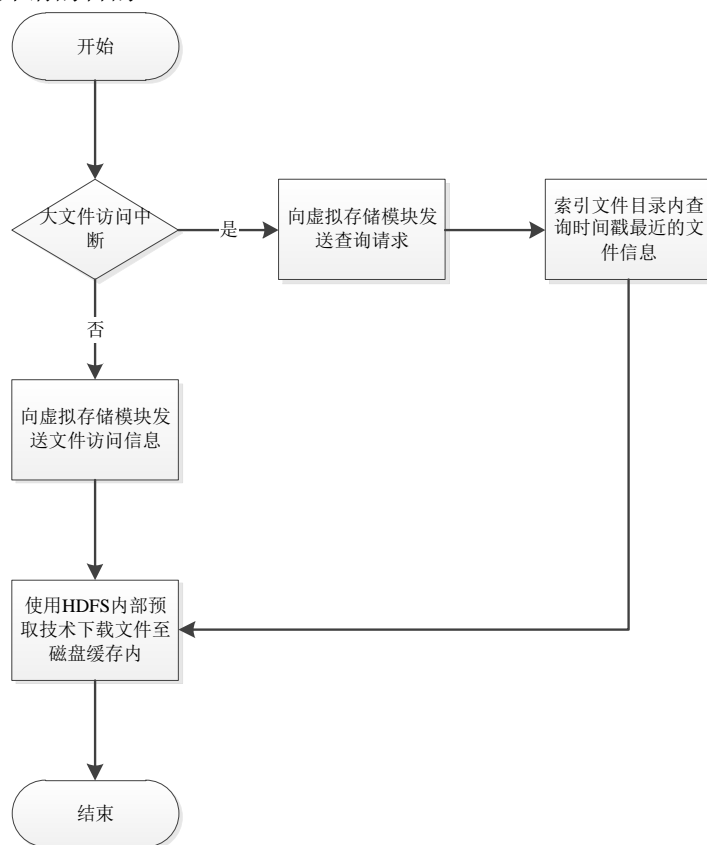 开始
大文件访问中
断
是
向虚拟存储模块发
送查询请求
索引文件目录内查
询时间戳最近的文
件信息
否
向虚拟存储模块发
送文件访问信息
使用HDFS内部预
取技术下载文件至
磁盘缓存内
结束